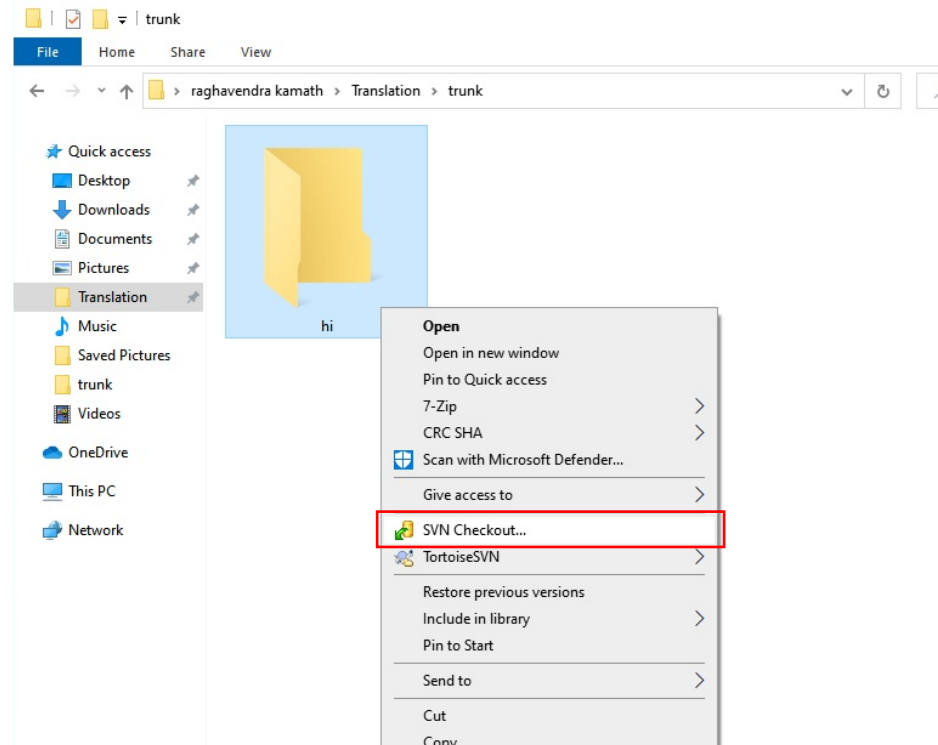 trunk
File Home Share View
raghavendra kamath > Translation > trunk
Quick access
Desktop
Downloads
Documents
Pictures
Translation
Music
Saved Pictures
trunk
Videos
OneDrive
This PC
Network
hi
Open
Open in new window
Pin to Quick access
7-Zip
CRC SHA
Scan with Microsoft Defender...
Give access to
SVN Checkout...
TortoiseSVN
Restore previous versions
Include in library
Pin to Start
Send to
Cut
Copy